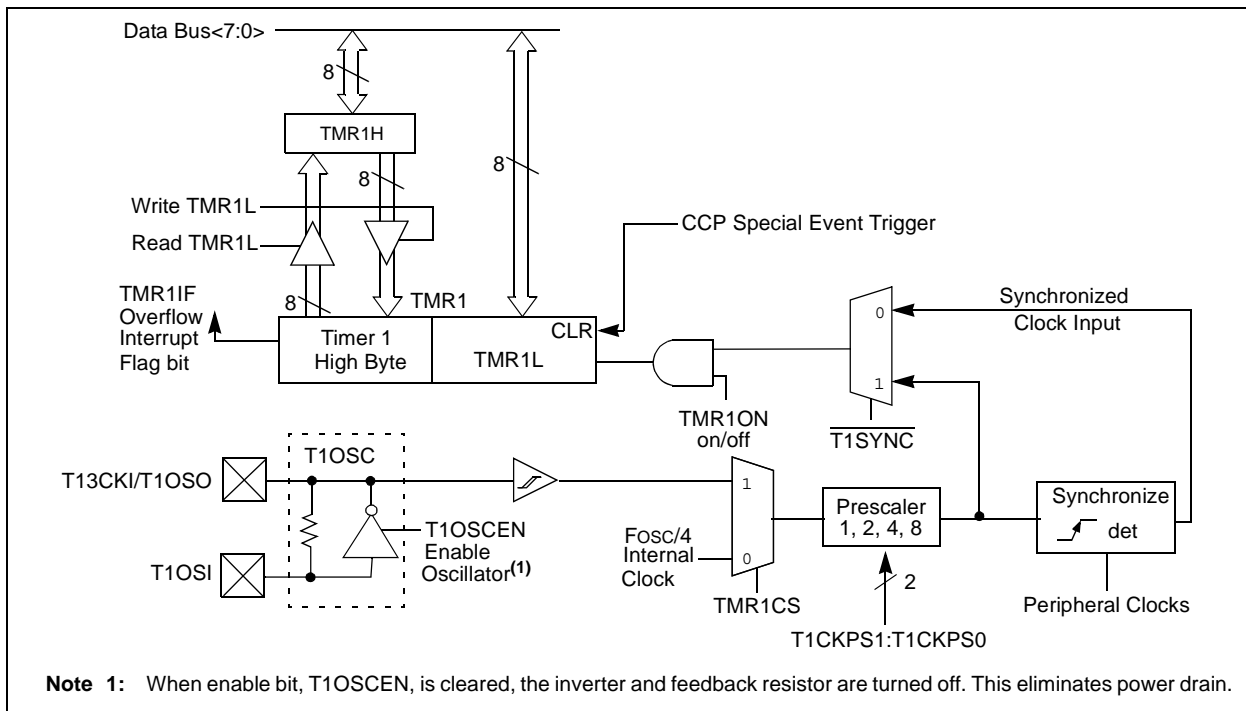 Data Bus<7:0>
8
TMR1H
8
8
Write TMR1L
CCP Special Event Trigger
Read TMR1L
8
TMR1
TMR1IF
Overflow
Interrupt
Flag bit
Timer 1
High Byte
TMR1L
CLR
0
1
Synchronized
Clock Input
TMR1ON
on/off
T1SYNC
T1OSC
T13CKI/T1OSO
T1OSCEN
Enable
Oscillator(1)
T1OSI
1
FOSC/4
Internal
Clock
0
TMR1CS
Prescaler
1, 2, 4, 8
2
T1CKPS1:T1CKPS0
Synchronize
det
Peripheral Clocks
Note 1: When enable bit, T1OSCEN, is cleared, the inverter and feedback resistor are turned off. This eliminates power drain.